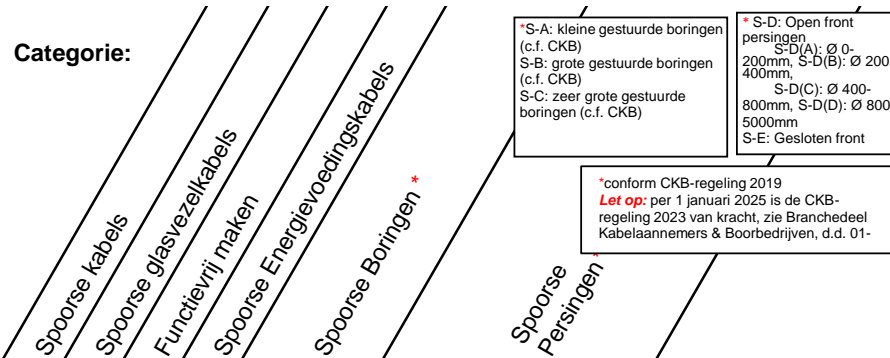 Categorie:
*S-A: kleine gestuurde boringen
(c.f. CKB)
S-B: grote gestuurde boringen
(c.f. CKB)
S-C: zeer grote gestuurde
boringen (c.f. CKB)
* S-D: Open front
persingen
S-D(A): Ø 0-
200mm, S-D(B): Ø 200
400mm,
S-D(C): Ø 400-
800mm, S-D(D): Ø 800
5000mm
S-E: Gesloten front
*conform CKB-regeling 2019
Let op: per 1 januari 2025 is de CKB-
regeling 2023 van kracht, zie Branchedeel
Kabelaannemers & Boorbedrijven, d.d. 01-
Spoorse kabels
Spoorse glasvezelkabels
Functievrij maken
Spoorse Energievoedingskabels
Spoorse Boringen *
Spoorse
Persingen *